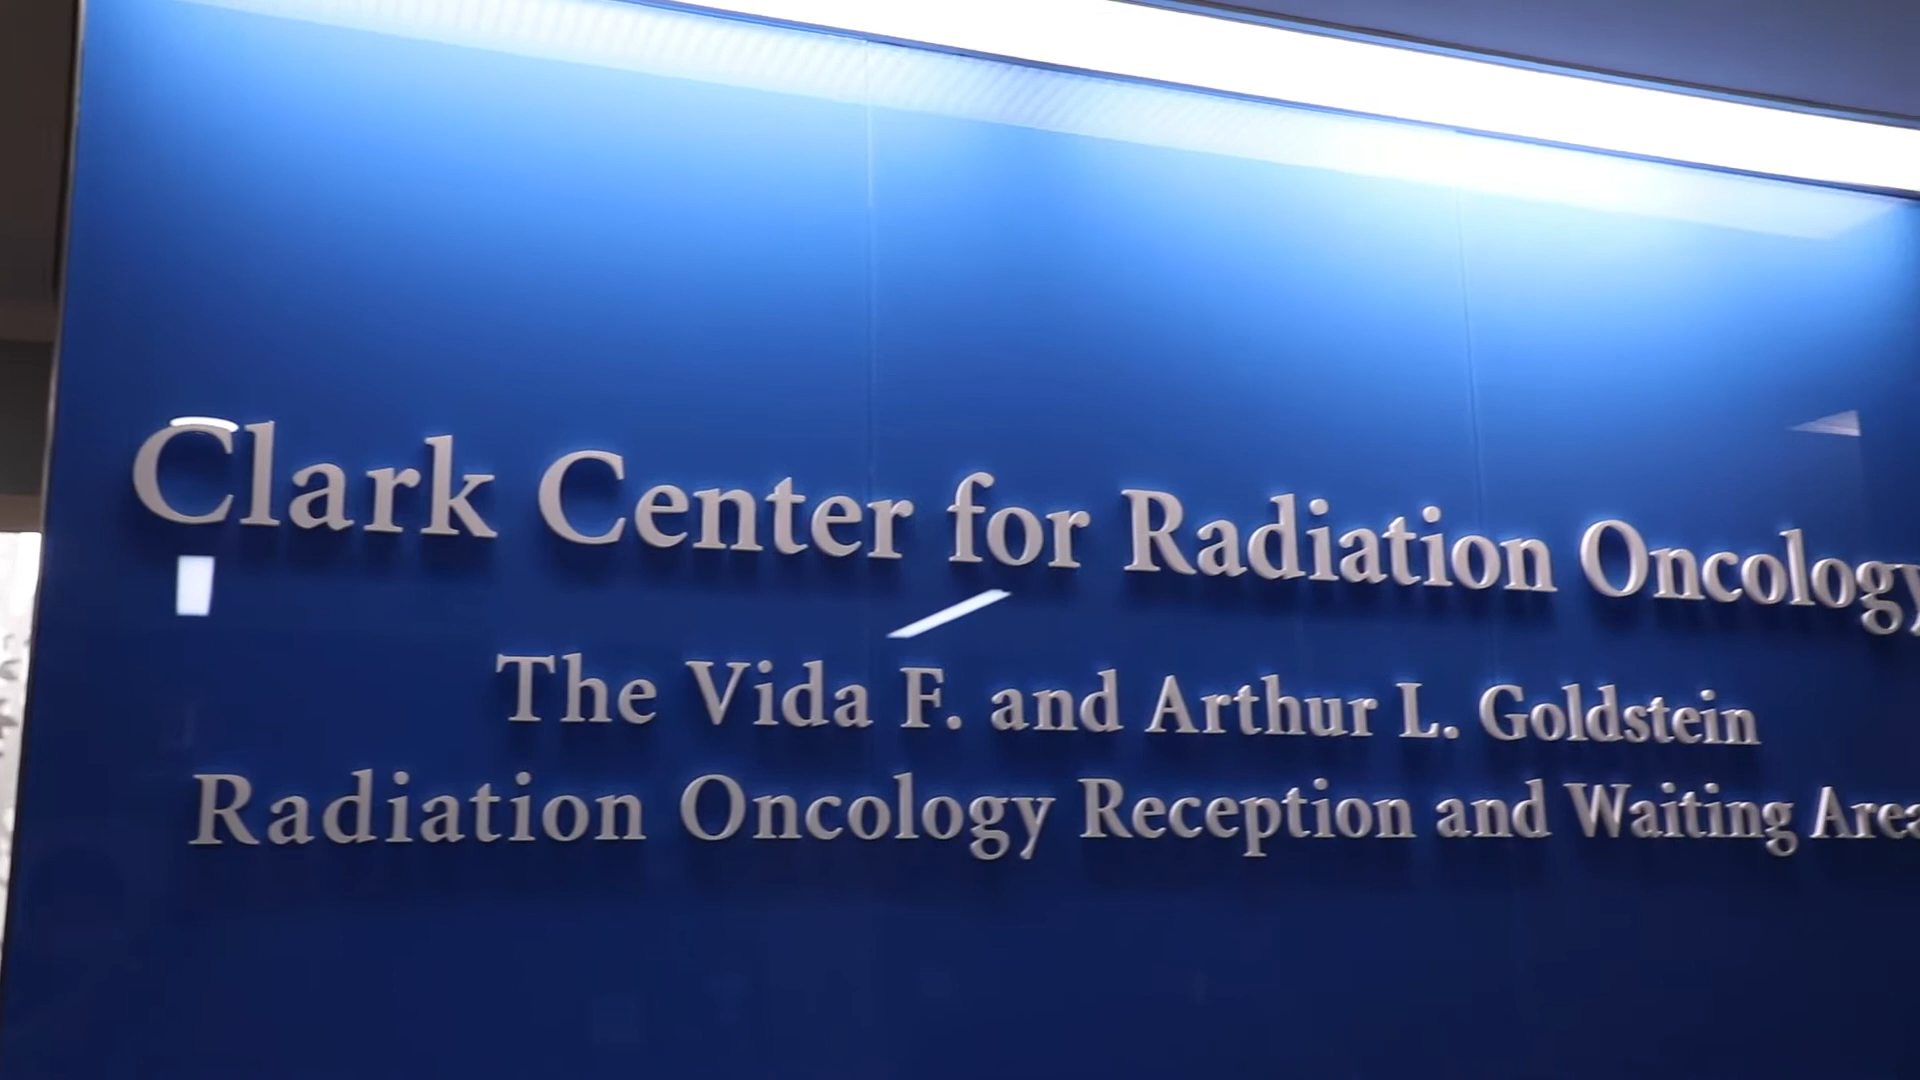 Clark Center for Radiation Oncology
The Vida F. and Arthur L. Goldstein
Radiation Oncology Reception and Waiting Area